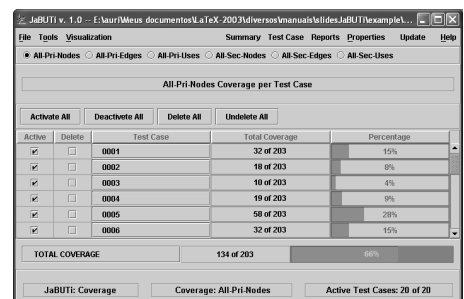 JaBUTi v. 1.0 -- E:\auri\Meus documentos\LaTeX-2003\diversos\manuais\slidesJaBUTi\example\...
File Tools Visualization Summary Test Case Reports Properties Update Help
All-Pri-Nodes All-Pri-Edges All-Pri-Uses All-Sec-Nodes All-Sec-Edges All-Sec-Uses
All-Pri-Nodes Coverage per Test Case
Activate All Deactivete All Delete All Undelete All
Active Delete Test Case Total Coverage Percentage
0001 32 of 203 15%
0002 18 of 203 8%
0003 10 of 203 4%
0004 19 of 203 9%
0005 58 of 203 28%
0006 32 of 203 15%
TOTAL COVERAGE 134 of 203 66%
JaBUTi: Coverage Coverage: All-Pri-Nodes Active Test Cases: 20 of 20